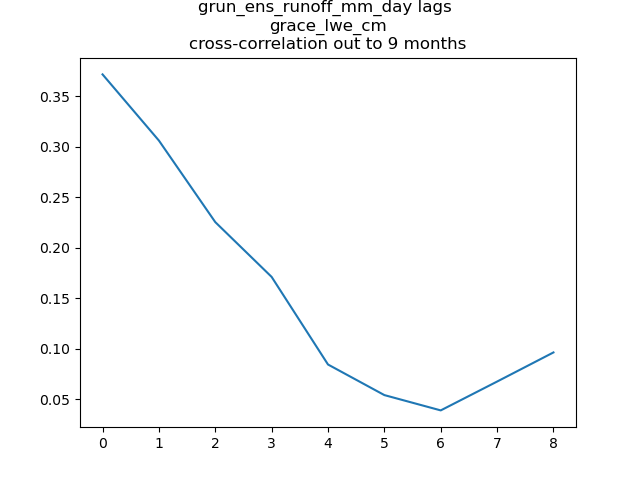 grun_ens_runoff_mm_day lags
grace_lwe_cm
cross-correlation out to 9 months
0.35
0.30
0.25
0.20
0.15
0.10
0.05
0 1 2 3 4 5 6 7 8